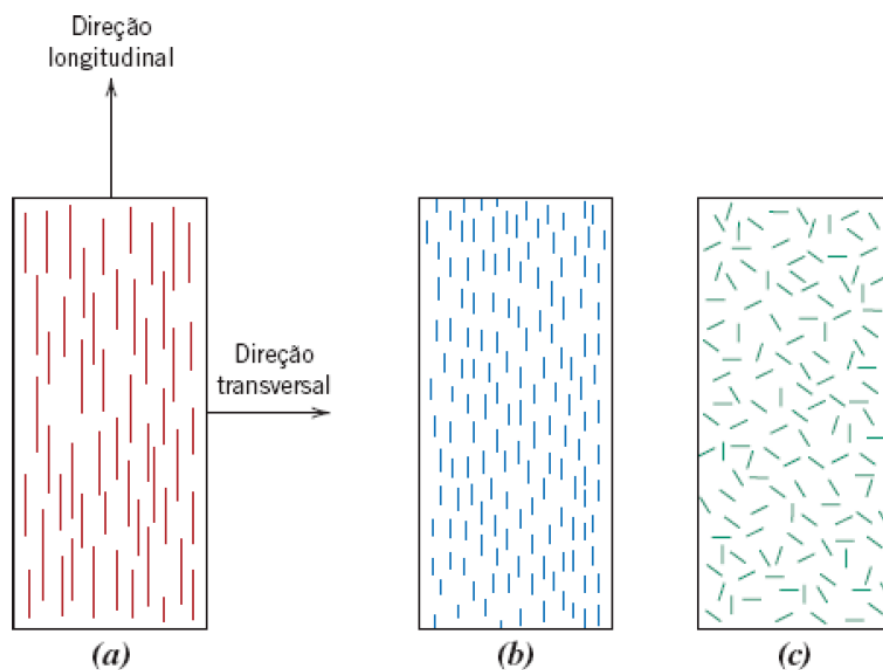 Direção
longitudinal
Direção
transversal
(a)
(b)
(c)